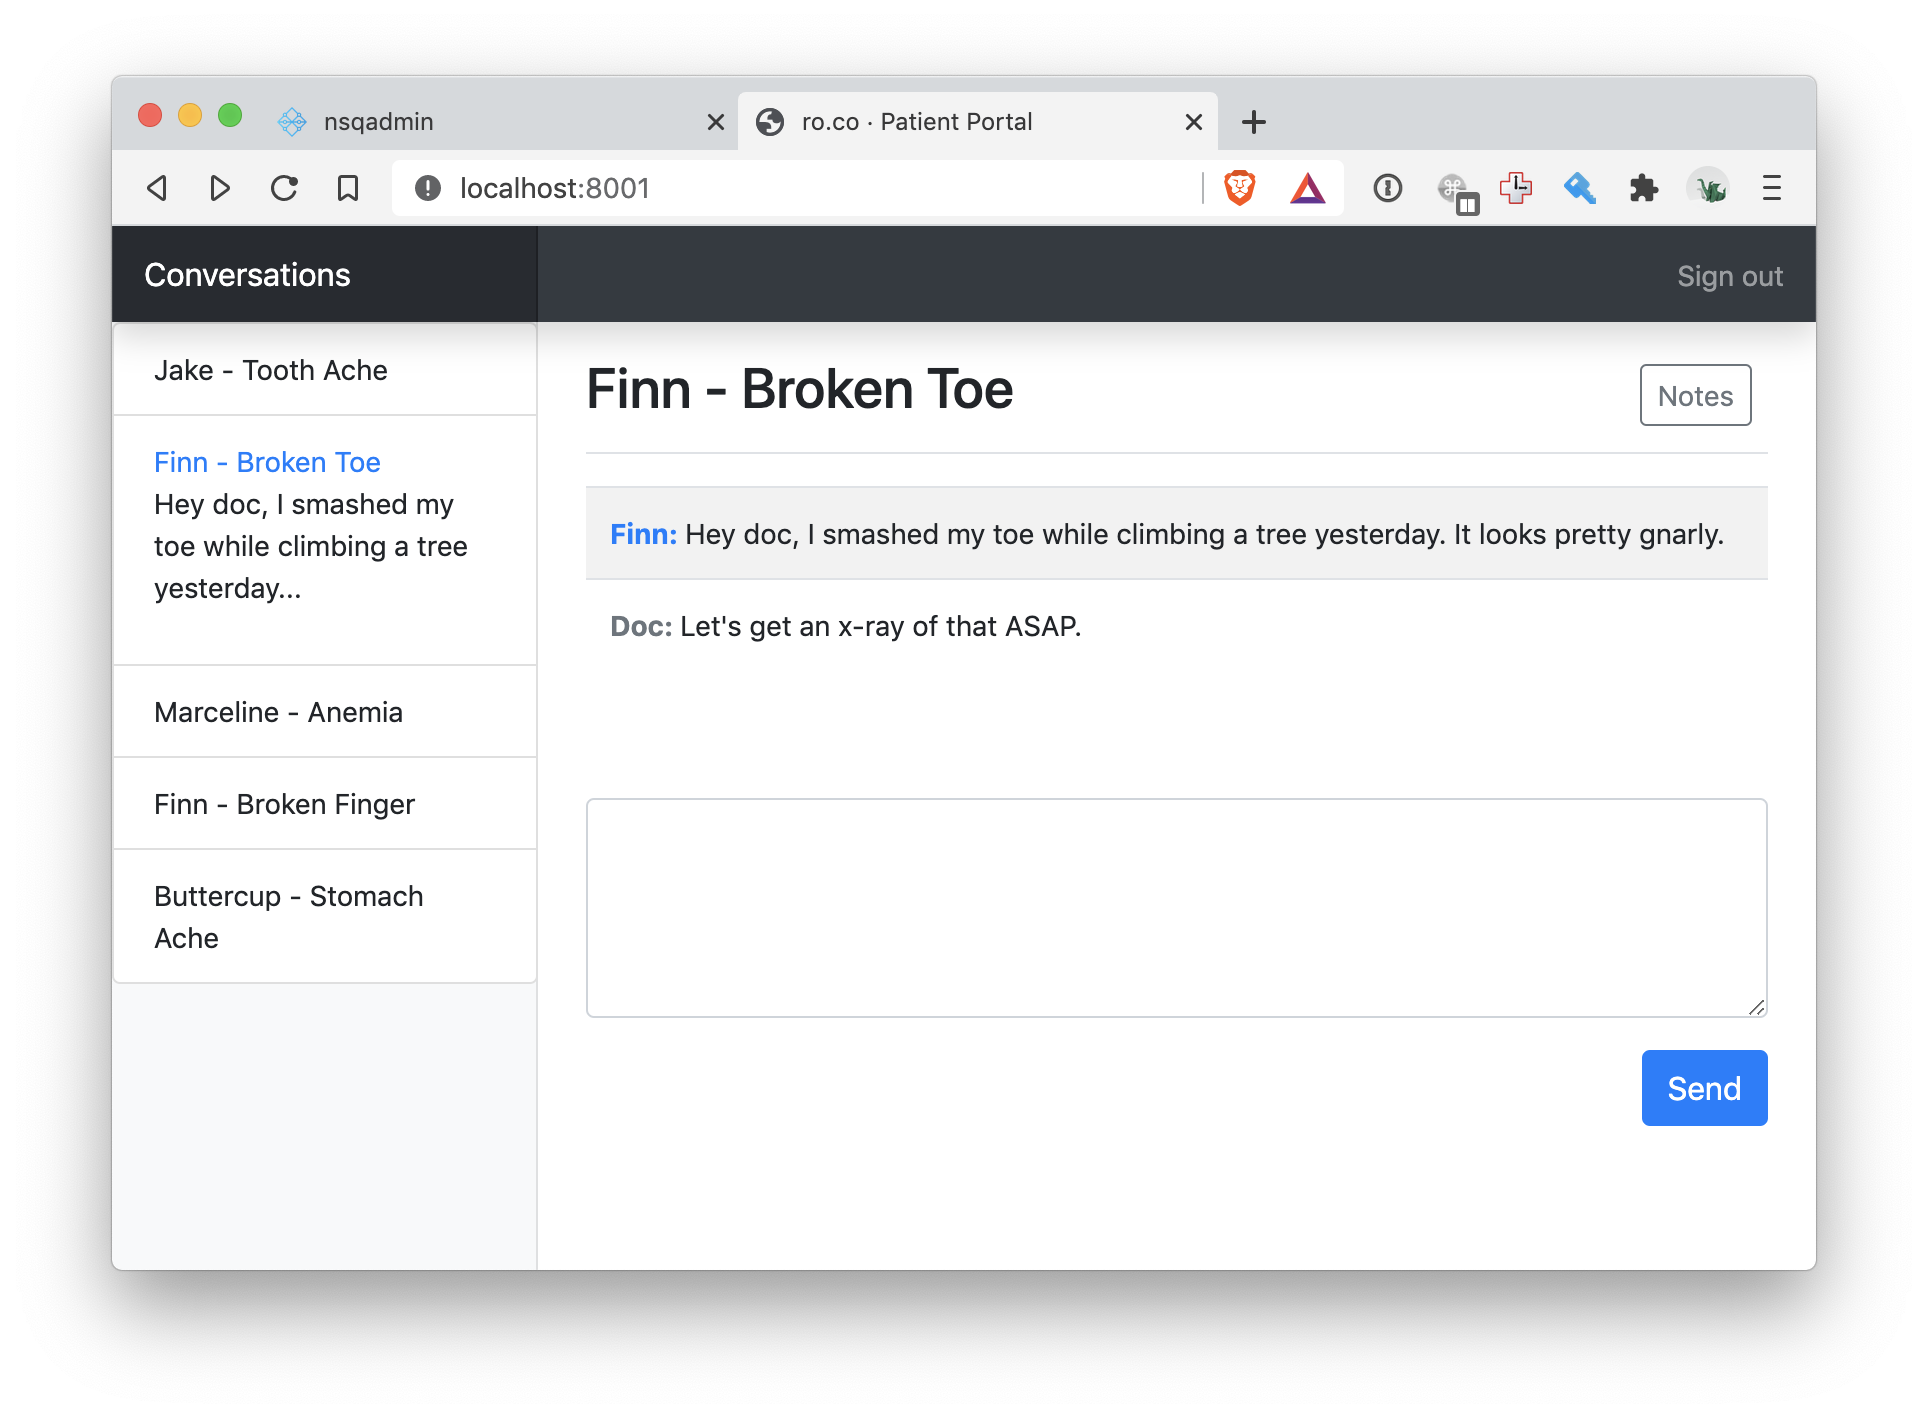 nsqadmin
ro.co · Patient Portal
localhost:8001
Conversations
Sign out
Jake - Tooth Ache
Finn - Broken Toe
Hey doc, I smashed my
toe while climbing a tree
yesterday...
Marceline - Anemia
Finn - Broken Finger
Buttercup - Stomach
Ache
Finn - Broken Toe
Notes
Finn: Hey doc, I smashed my toe while climbing a tree yesterday. It looks pretty gnarly.
Doc: Let's get an x-ray of that ASAP.
Send